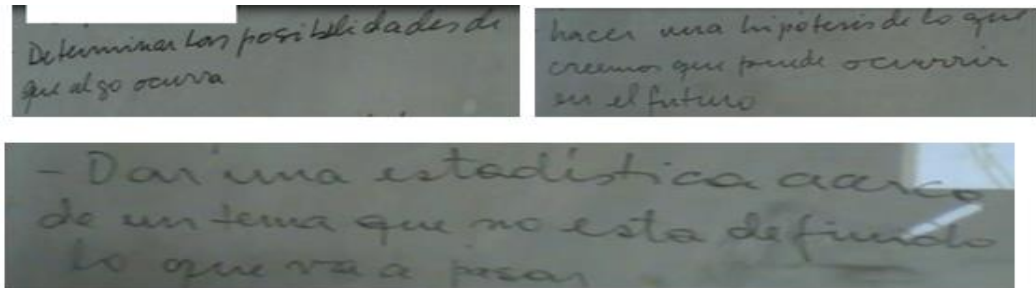 Determinar las posibilidades de
que algo ocurra
hacer una hipótesis de lo que
creemos que puede ocurrir
en el futuro
- Dar una estadística acerca
de un tema que no esta definido
lo que va a pasar